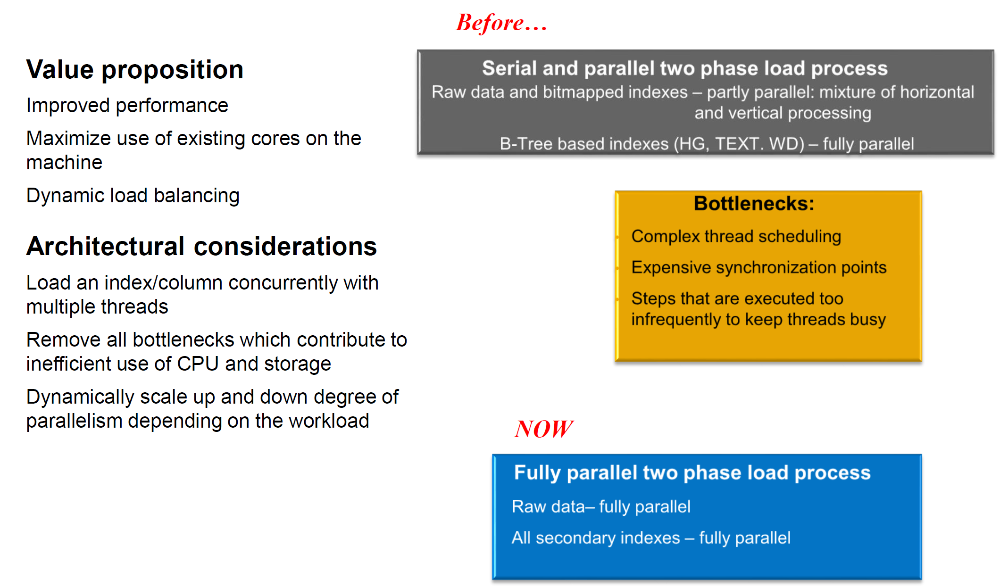 Value proposition
Improved performance
Maximize use of existing cores on the
machine
Dynamic load balancing
Architectural considerations
Load an index/column concurrently with
multiple threads
Remove all bottlenecks which contribute to
inefficient use of CPU and storage
Dynamically scale up and down degree of
parallelism depending on the workload
Before…
Serial and parallel two phase load process
Raw data and bitmapped indexes – partly parallel: mixture of horizontal
and vertical processing
B-Tree based indexes (HG, TEXT. WD) – fully parallel
Bottlenecks:
Complex thread scheduling
Expensive synchronization points
Steps that are executed too
infrequently to keep threads busy
NOW
Fully parallel two phase load process
Raw data– fully parallel
All secondary indexes – fully parallel